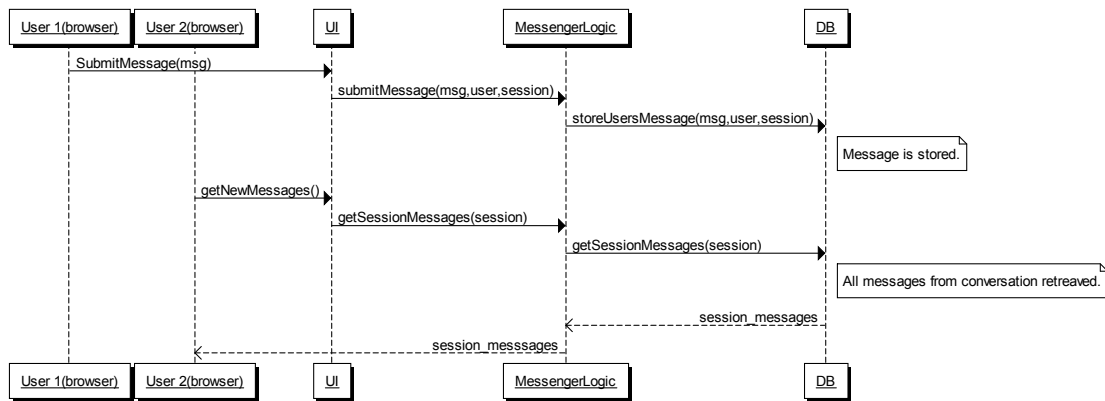 User 1(browser)
User 2(browser)
UI
MessengerLogic
DB
SubmitMessage(msg)
submitMessage(msg,user,session)
storeUsersMessage(msg,user,session)
Message is stored.
getNewMessages()
getSessionMessages(session)
getSessionMessages(session)
All messages from conversation retreaved.
session_messages
session_messsages
User 1(browser)
User 2(browser)
UI
MessengerLogic
DB